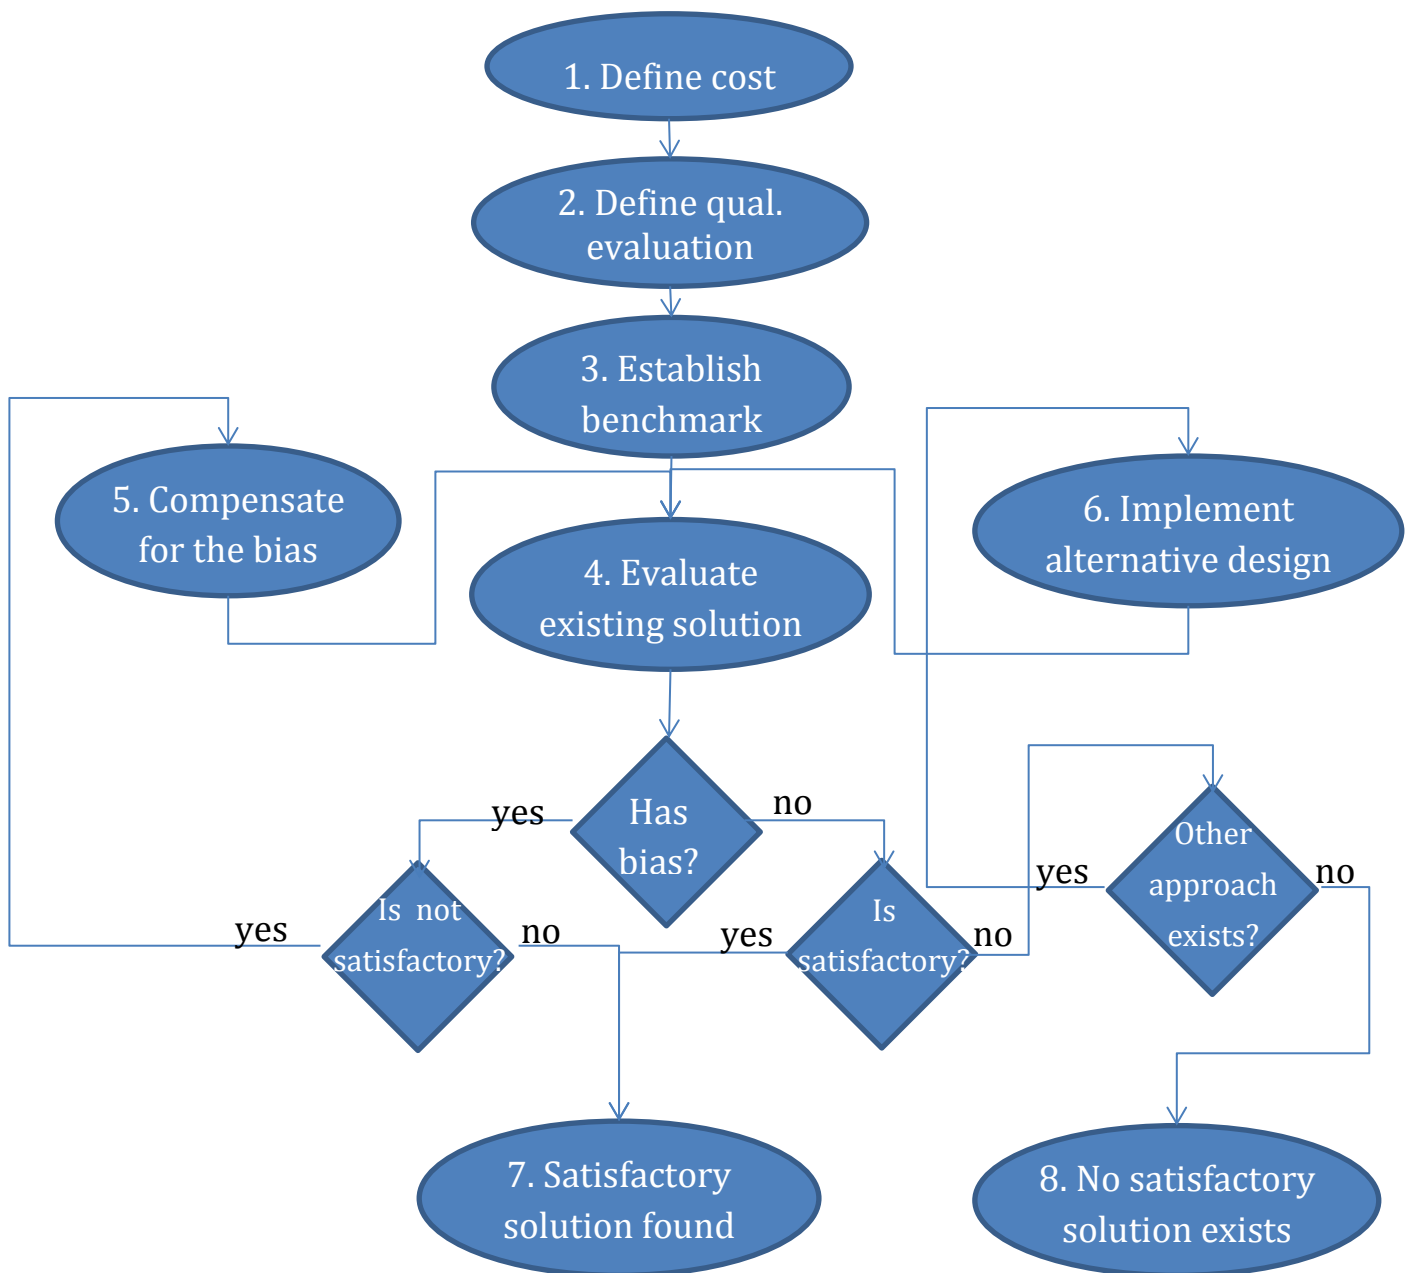 1. Define cost
2. Define qual.
evaluation
3. Establish
benchmark
5. Compensate
for the bias
6. Implement
alternative design
4. Evaluate
existing solution
yes
Has
bias?
no
Is not
satisfactory?
yes
no
Is
satisfactory?
yes
no
Other
approach
exists?
yes
no
7. Satisfactory
solution found
8. No satisfactory
solution exists